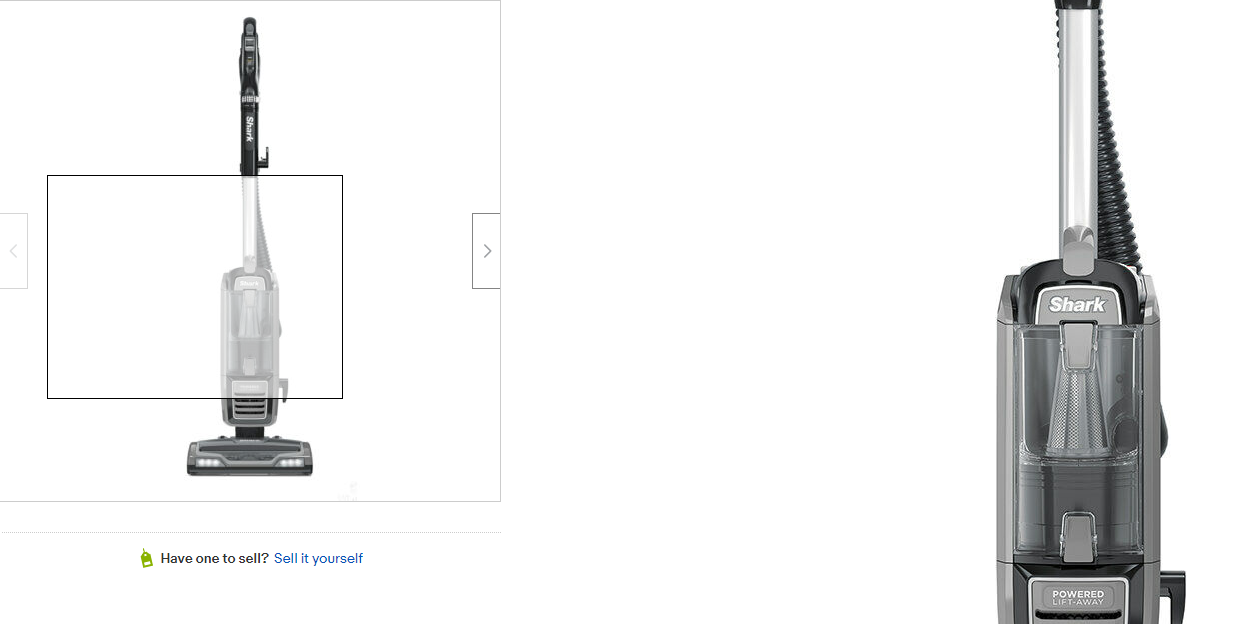 Shark
Have one to sell? Sell it yourself
Shark
POWERED
LIFT-AWAY